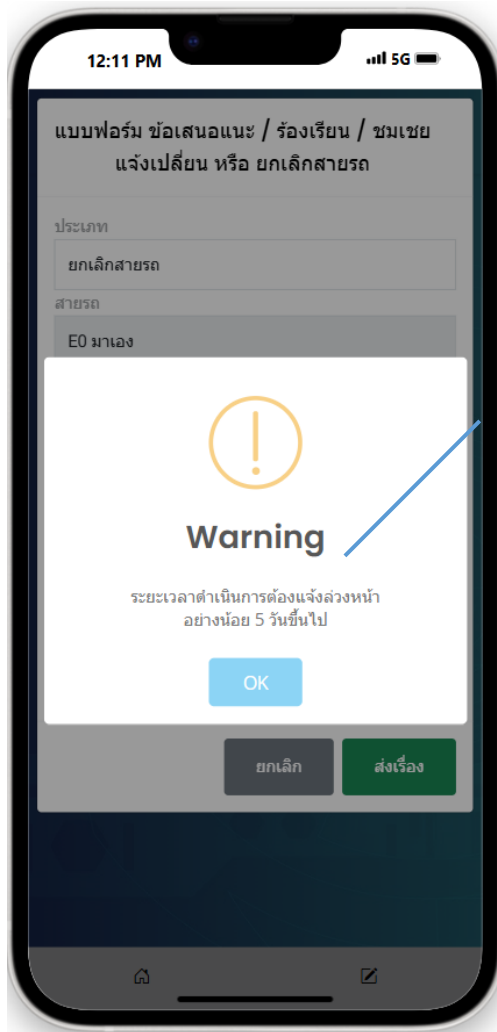 12:11 PM
5G
แบบฟอร์ม ข้อเสนอแนะ / ร้องเรียน / ชมเชย
แจ้งเปลี่ยน หรือ ยกเลิกสายรถ
ประเภท
ยกเลิกสายรถ
สายรถ
E0 มาเอง
Warning
ระยะเวลาดำเนินการต้องแจ้งล่วงหน้า
อย่างน้อย 5 วันขึ้นไป
OK
ยกเลิก
ส่งเรื่อง